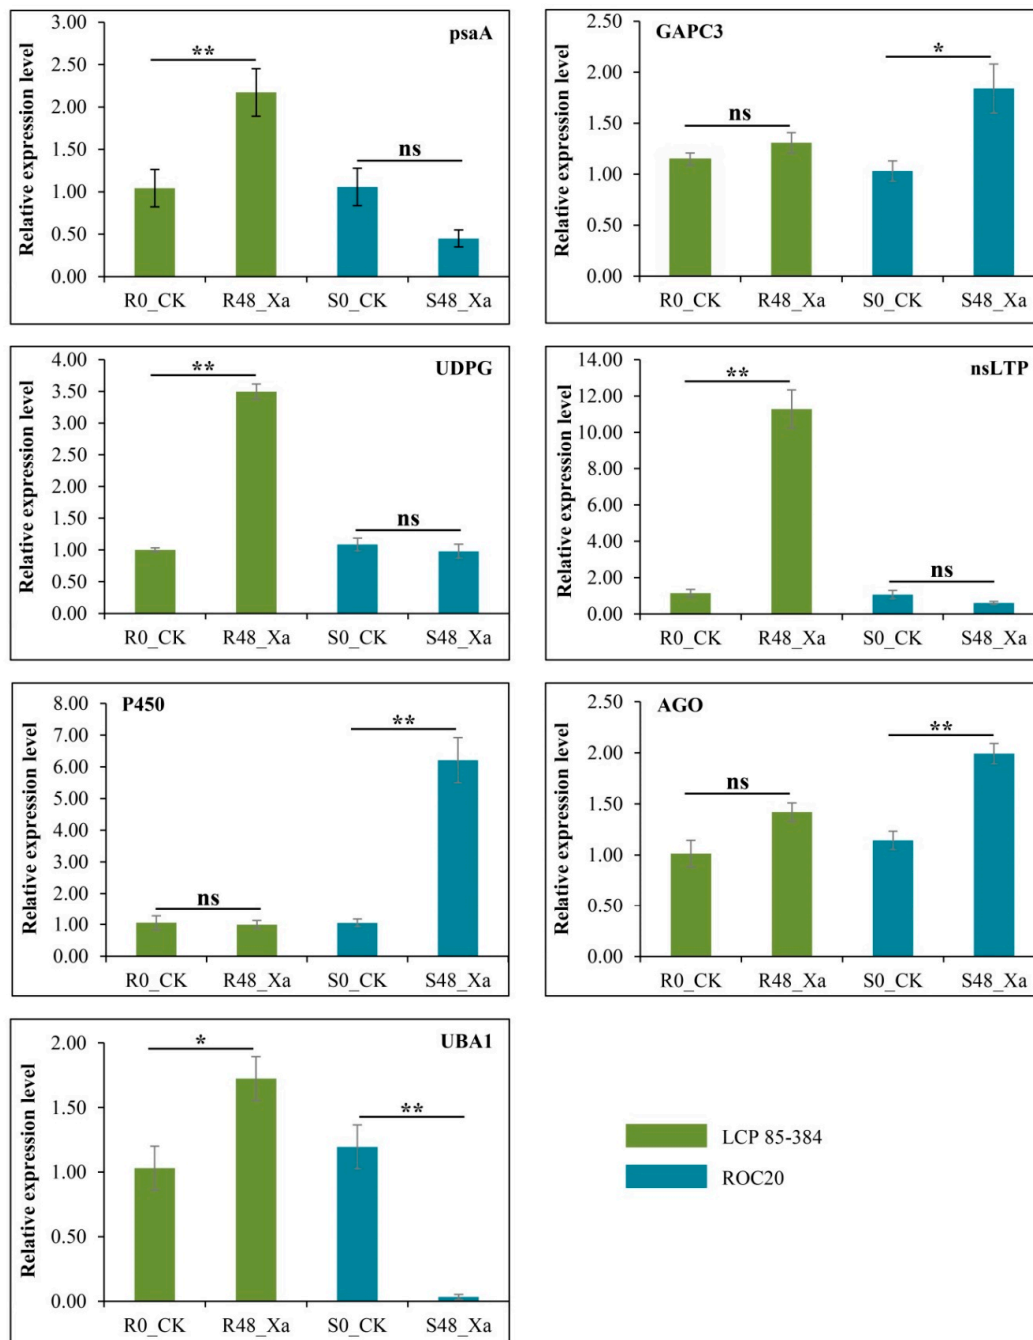 psaA
Relative expression level
3.00
2.50
2.00
1.50
1.00
0.50
0.00
**
ns
R0_CK R48_Xa S0_CK S48_Xa
GAPC3
Relative expression level
2.50
2.00
1.50
1.00
0.50
0.00
ns
*
R0_CK R48_Xa S0_CK S48_Xa
UDPG
Relative expression level
4.00
3.50
3.00
2.50
2.00
1.50
1.00
0.50
0.00
**
ns
R0_CK R48_Xa S0_CK S48_Xa
nsLTP
Relative expression level
14.00
12.00
10.00
8.00
6.00
4.00
2.00
0.00
**
ns
R0_CK R48_Xa S0_CK S48_Xa
P450
Relative expression level
8.00
7.00
6.00
5.00
4.00
3.00
2.00
1.00
0.00
ns
**
R0_CK R48_Xa S0_CK S48_Xa
AGO
Relative expression level
2.50
2.00
1.50
1.00
0.50
0.00
ns
**
R0_CK R48_Xa S0_CK S48_Xa
UBA1
Relative expression level
2.00
1.50
1.00
0.50
0.00
*
**
R0_CK R48_Xa S0_CK S48_Xa
LCP 85-384
ROC20